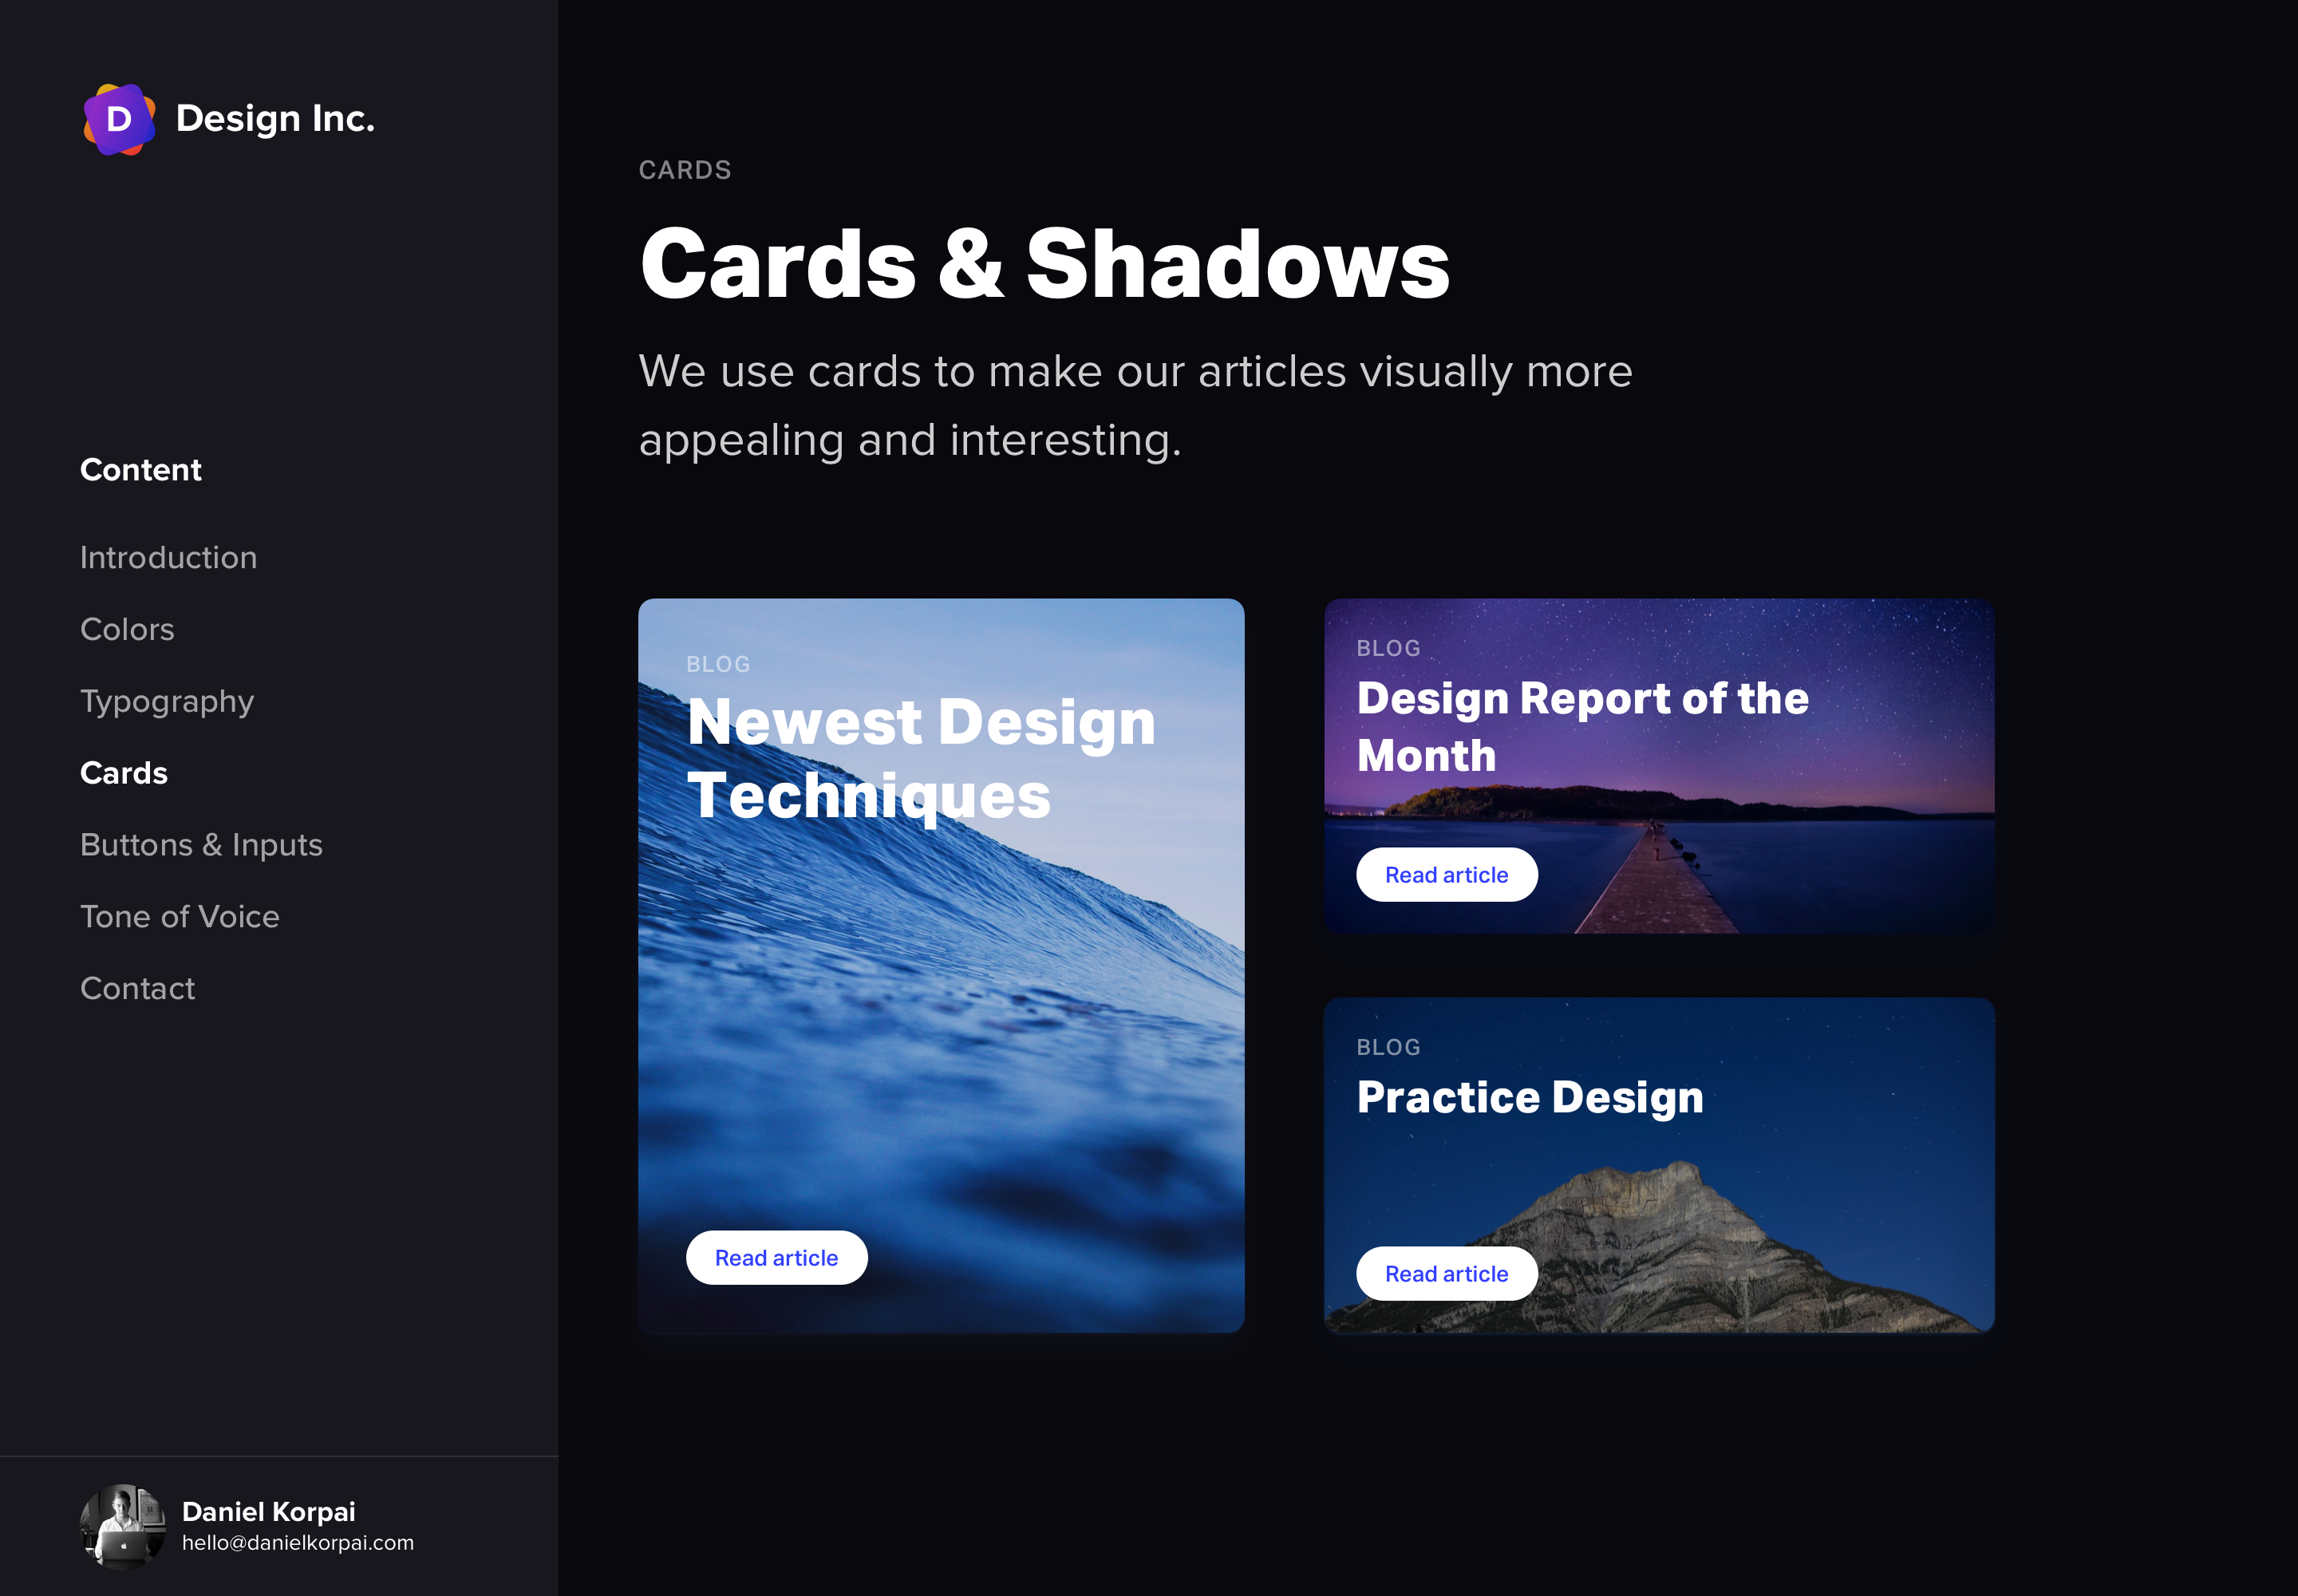 D
Design Inc.
Content
Introduction
Colors
Typography
Cards
Buttons & Inputs
Tone of Voice
Contact
Daniel Korpai
hello@danielkorpai.com
CARDS
Cards & Shadows
We use cards to make our articles visually more
appealing and interesting.
BLOG
Newest Design
Techniques
Read article
BLOG
Design Report of the
Month
Read article
BLOG
Practice Design
Read article